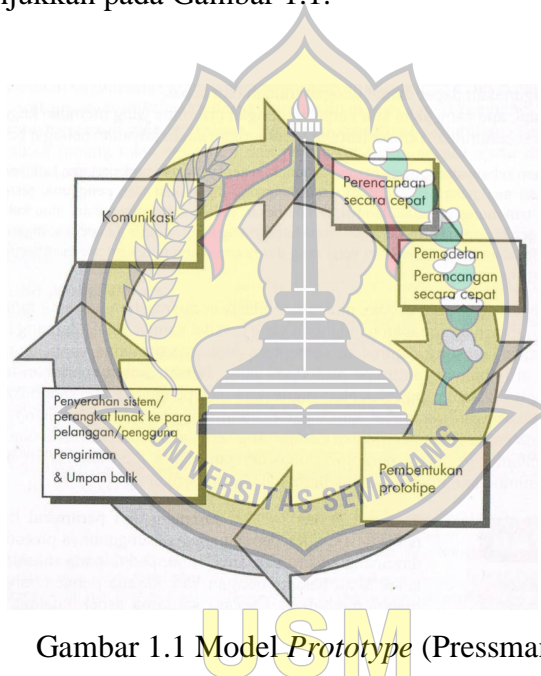 njukkan pada Gambar 1.1.
Komunikasi
Perencanaan
secara cepat
Pemodelan
Perancangan
secara cepat
Pembentukan
prototipe
Penyerahan sistem/
perangkat lunak ke para
pelanggan/pengguna
Pengiriman
& Umpan balik
UNIVERSITAS SEMARANG
Gambar 1.1 Model Prototype (Pressma
USM